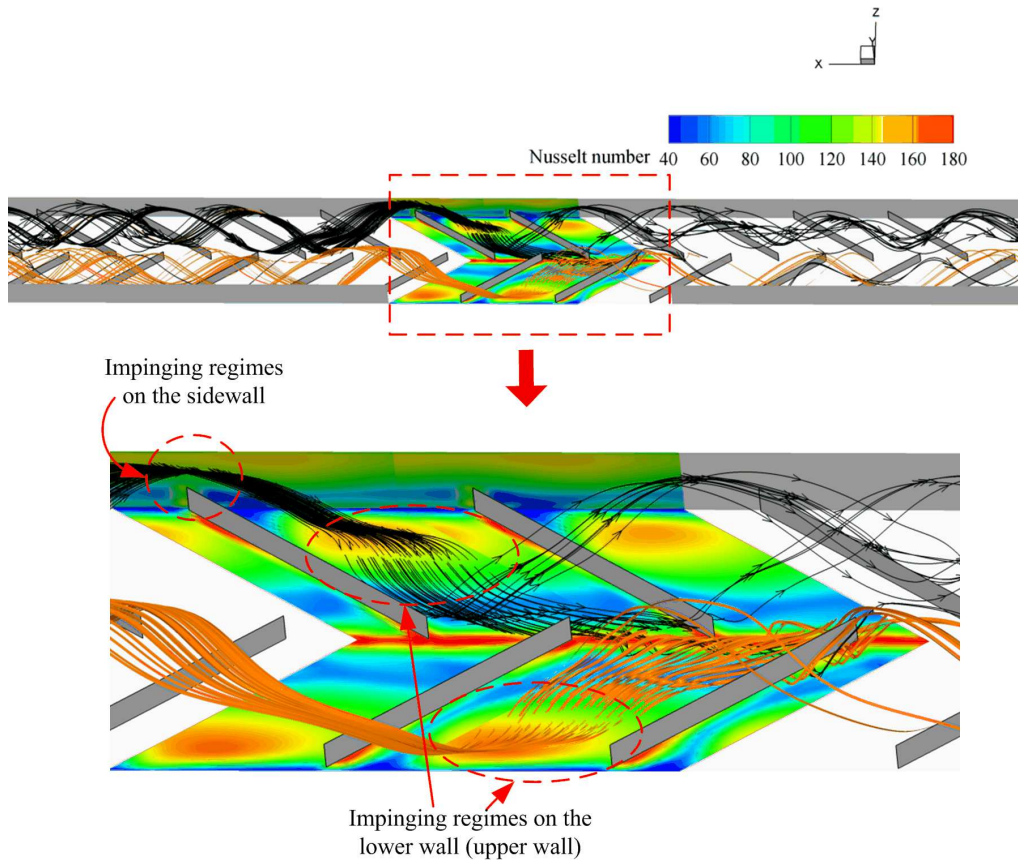 Z
Y
X
Nusselt number
40 60 80 100 120 140 160 180
Impinging regimes
on the sidewall
Impinging regimes on the
lower wall (upper wall)